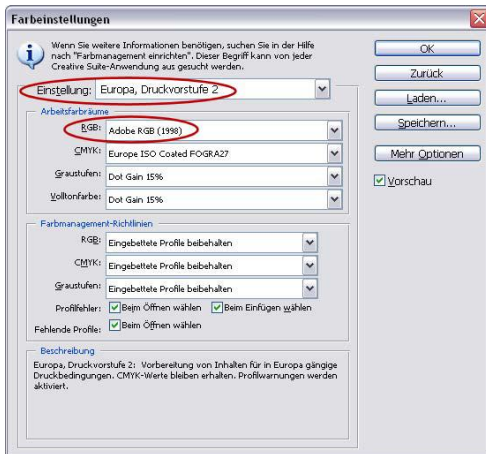 Farbeinstellungen
Wenn Sie weitere Informationen benötigen, suchen Sie in der Hilfe
nach "Farbmanagement einrichten". Dieser Begriff kann von jeder
Creative Suite-Anwendung aus gesucht werden.
Einstellung: Europa, Druckvorstufe 2
Arbeitsfarbräume
RGB: Adobe RGB (1998)
CMYK: Europe ISO Coated FOGRA27
Graustufen: Dot Gain 15%
Volltonfarbe: Dot Gain 15%
Farbmanagement-Richtlinien
RGB: Eingebettete Profile beibehalten
CMYK: Eingebettete Profile beibehalten
Graustufen: Eingebettete Profile beibehalten
Profilfehler: Beim Öffnen wählen Beim Einfügen wählen
Fehlende Profile: Beim Öffnen wählen
Beschreibung
Europa, Druckvorstufe 2: Vorbereitung von Inhalten für in Europa gängige
Druckbedingungen. CMYK-Werte bleiben erhalten. Profilwarnungen werden
aktiviert.
OK
Zurück
Laden...
Speichern...
Mehr Optionen
Vorschau